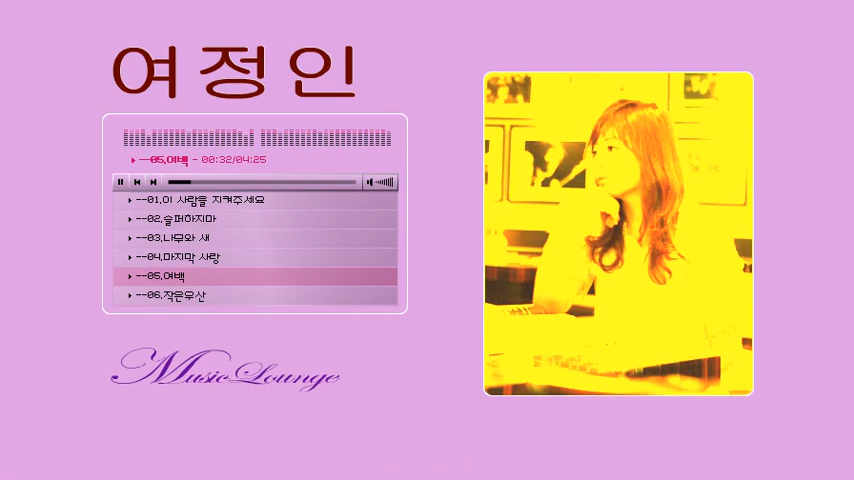 여정인
--05.여백 - 00:32/04:25
--01.이 사람을 지켜주세요
--02.슬퍼하지마
--03.나무와 새
--04.마지막 사랑
--05.여백
--06.작은우산
Music Lounge